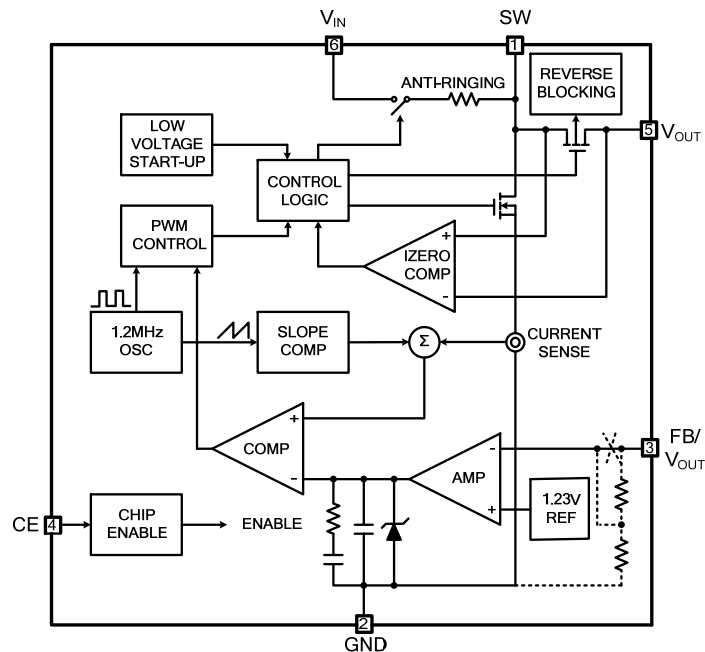 VIN
SW
6
1
ANTI-RINGING
REVERSE
BLOCKING
LOW
VOLTAGE
START-UP
5
VOUT
CONTROL
LOGIC
PWM
CONTROL
+
IZERO
COMP
-
1.2MHz
OSC
SLOPE
COMP
Σ
CURRENT
SENSE
+
COMP
-
-
AMP
+
3
FB/
VOUT
1.23V
REF
CE
4
CHIP
ENABLE
ENABLE
2
GND